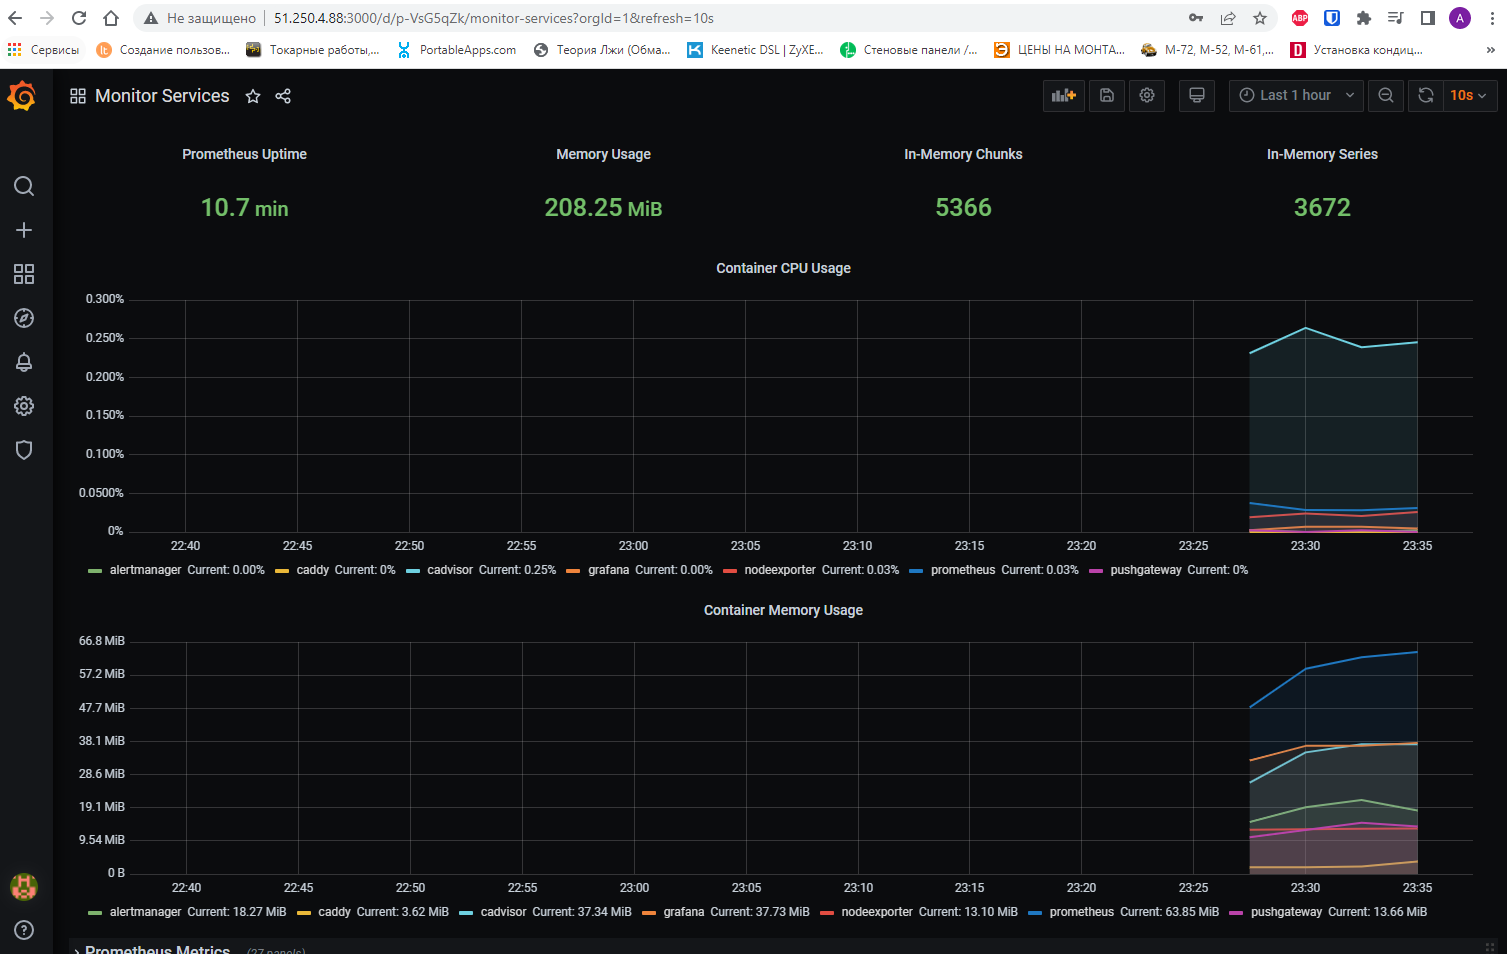 Не защищено 51.250.4.88:3000/d/p-VsG5qZk/monitor-services?orgId=1&refresh=10s
ABP A
Сервисы Создание пользов... Токарные работы,... PortableApps.com Теория Лжи (Обма... Keenetic DSL | ZyXE... Стеновые панели /... ЦЕНЫ НА МОНТА... М-72, М-52, М-61,... Установка кондиц... »
Monitor Services Last 1 hour 10s
Prometheus Uptime Memory Usage In-Memory Chunks In-Memory Series
10.7 min 208.25 MiB 5366 3672
Container CPU Usage
0.300%
0.250%
0.200%
0.150%
0.100%
0.0500%
0%
22:40 22:45 22:50 22:55 23:00 23:05 23:10 23:15 23:20 23:25 23:30 23:35
alertmanager Current: 0.00% caddy Current: 0% cadvisor Current: 0.25% grafana Current: 0.00% nodeexporter Current: 0.03% prometheus Current: 0.03% pushgateway Current: 0%
Container Memory Usage
66.8 MiB
57.2 MiB
47.7 MiB
38.1 MiB
28.6 MiB
19.1 MiB
9.54 MiB
0 B
22:40 22:45 22:50 22:55 23:00 23:05 23:10 23:15 23:20 23:25 23:30 23:35
alertmanager Current: 18.27 MiB caddy Current: 3.62 MiB cadvisor Current: 37.34 MiB grafana Current: 37.73 MiB nodeexporter Current: 13.10 MiB prometheus Current: 63.85 MiB pushgateway Current: 13.66 MiB
Prometheus Metrics (27 panels)